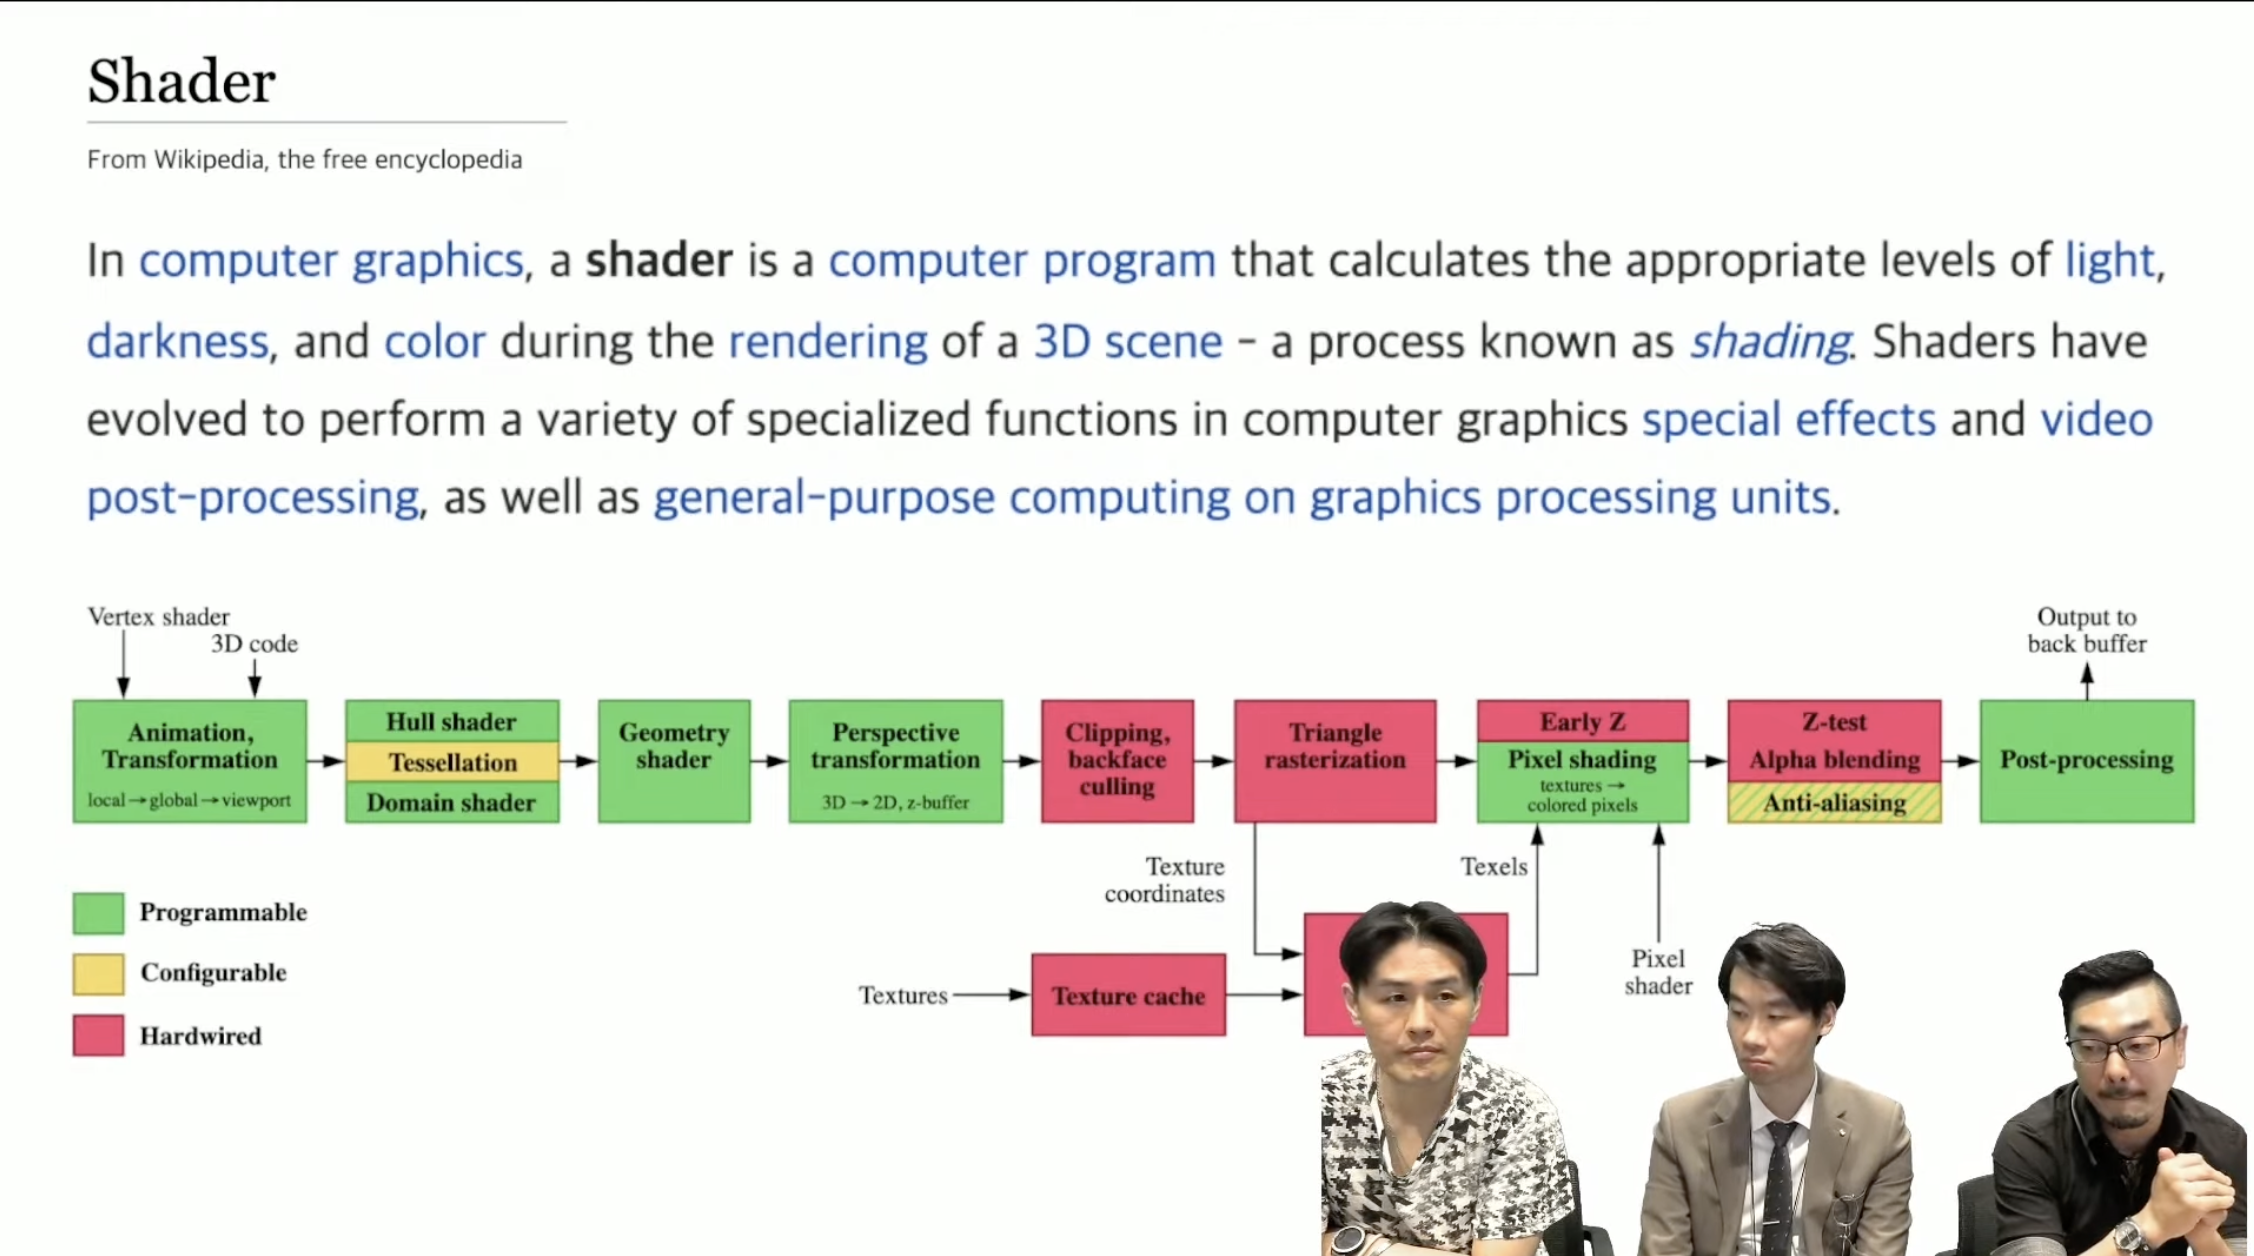 Shader
From Wikipedia, the free encyclopedia
In computer graphics, a shader is a computer program that calculates the appropriate levels of light,
darkness, and color during the rendering of a 3D scene – a process known as shading. Shaders have
evolved to perform a variety of specialized functions in computer graphics special effects and video
post-processing, as well as general-purpose computing on graphics processing units.
Vertex shader
3D code
Output to
back buffer
Animation,
Transformation
local→global→viewport
Hull shader
Tessellation
Domain shader
Geometry
shader
Perspective
transformation
3D → 2D, z-buffer
Clipping,
backface
culling
Triangle
rasterization
Early Z
Pixel shading
textures →
colored pixels
Z-test
Alpha blending
Anti-aliasing
Post-processing
Texture
coordinates
Texels
Textures
Texture cache
Pixel
shader
Programmable
Configurable
Hardwired